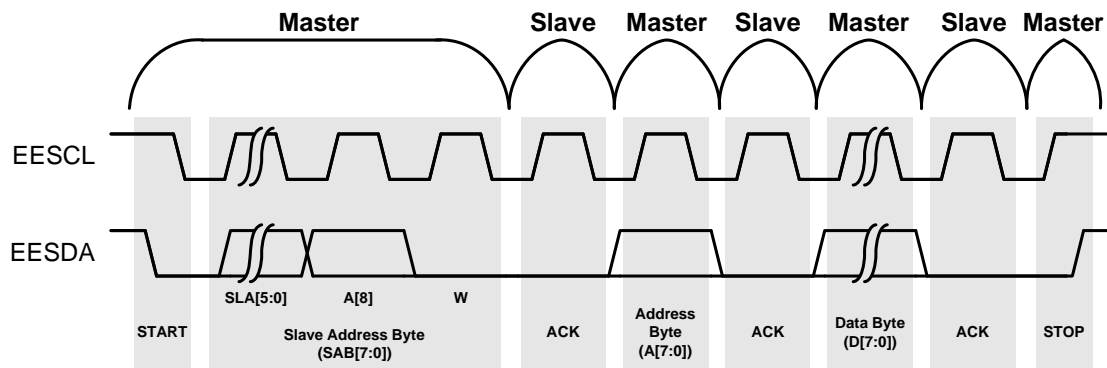 Master Slave Master Slave Master Slave Master
EESCL
EESDA
SLA[5:0] A[8] W
START
Slave Address Byte
(SAB[7:0])
ACK
Address
Byte
(A[7:0])
ACK
Data Byte
(D[7:0])
ACK
STOP